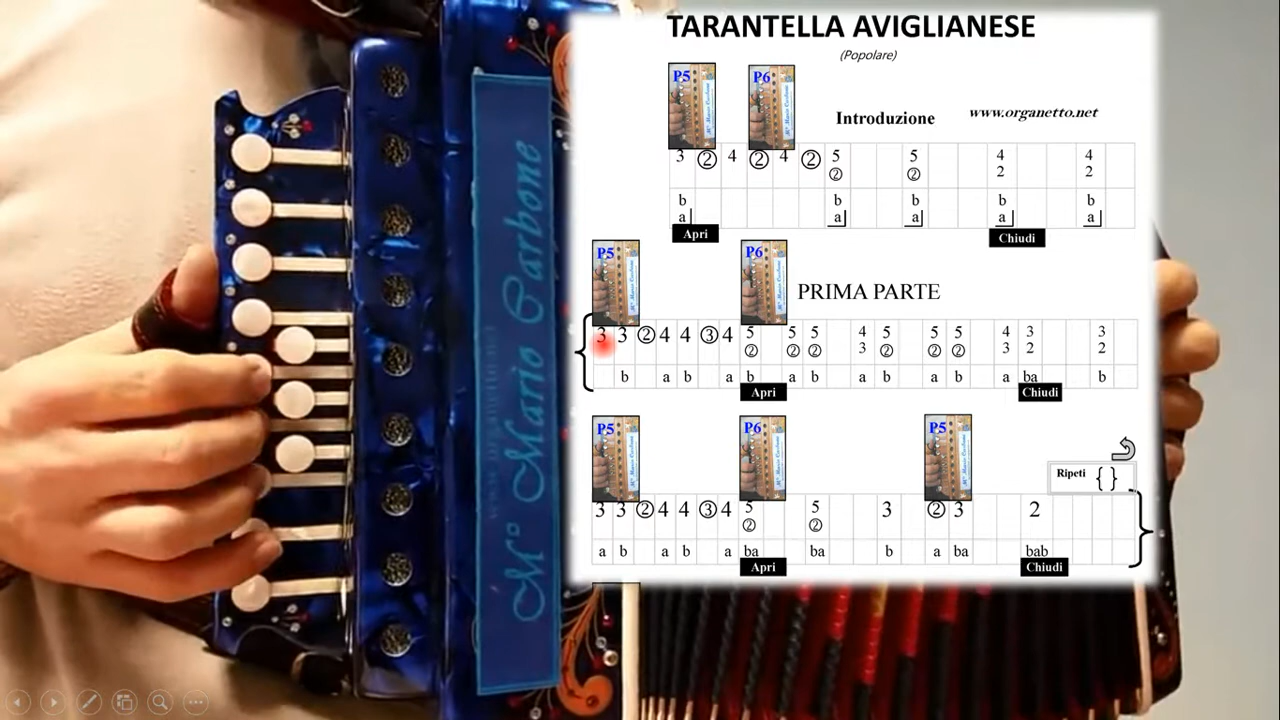 TARANTELLA AVIGLIANESE
(Popolare)
P5 P6
Introduzione www.organetto.net
3 ② 4 ② 4 ② 5 5 4 4
② ② 2 2
b b b b b
a a a a a
Apri Chiudi
P5 P6
PRIMA PARTE
3 3 ② 4 4 ③ 4 5 5 5 4 5 5 5 4 3 3
② ② ② 3 ② ② ② 3 2 2
b a b a b a b a b a b a ba b
Apri Chiudi
P5 P6 P5
Ripeti { }
3 3 ② 4 4 ③ 4 5 5 3 ② 3 2
② ②
a b a b a ba ba b a ba bab
Apri Chiudi
M° Mario Carbone